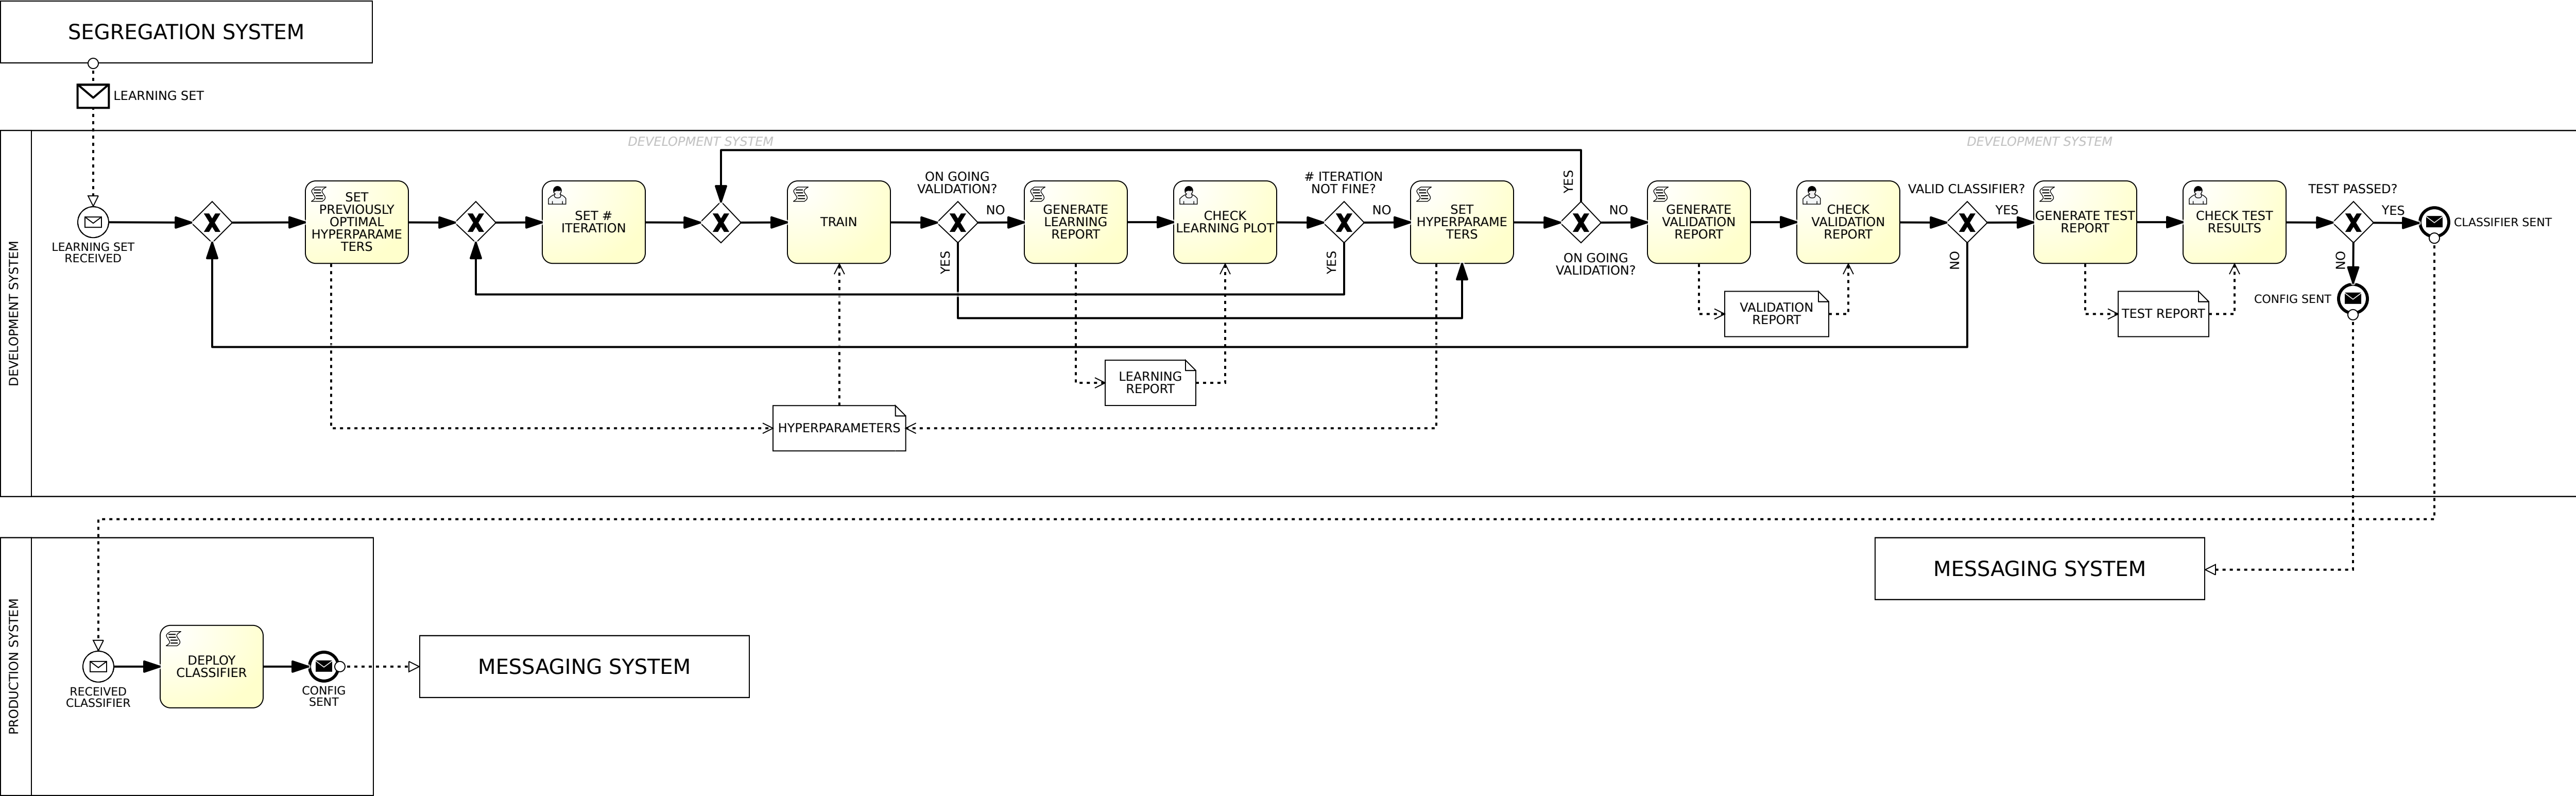 SEGREGATION SYSTEM
LEARNING SET
DEVELOPMENT SYSTEM
DEVELOPMENT SYSTEM
DEVELOPMENT SYSTEM
LEARNING SET
RECEIVED
SET
PREVIOUSLY
OPTIMAL
HYPERPARAME
TERS
SET #
ITERATION
TRAIN
ON GOING
VALIDATION?
NO
YES
GENERATE
LEARNING
REPORT
CHECK
LEARNING PLOT
# ITERATION
NOT FINE?
NO
YES
SET
HYPERPARAME
TERS
YES
NO
ON GOING
VALIDATION?
GENERATE
VALIDATION
REPORT
CHECK
VALIDATION
REPORT
VALID CLASSIFIER?
YES
NO
GENERATE TEST
REPORT
CHECK TEST
RESULTS
TEST PASSED?
YES
NO
CLASSIFIER SENT
CONFIG SENT
VALIDATION
REPORT
TEST REPORT
LEARNING
REPORT
HYPERPARAMETERS
MESSAGING SYSTEM
PRODUCTION SYSTEM
RECEIVED
CLASSIFIER
DEPLOY
CLASSIFIER
CONFIG
SENT
MESSAGING SYSTEM